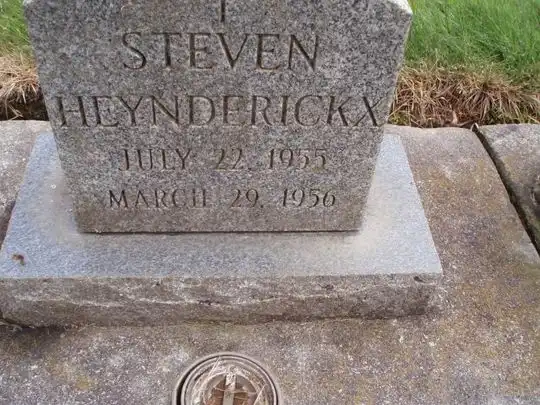 STEVEN
HEYNDERICKX
JULY 22, 1955
MARCH 29, 1956